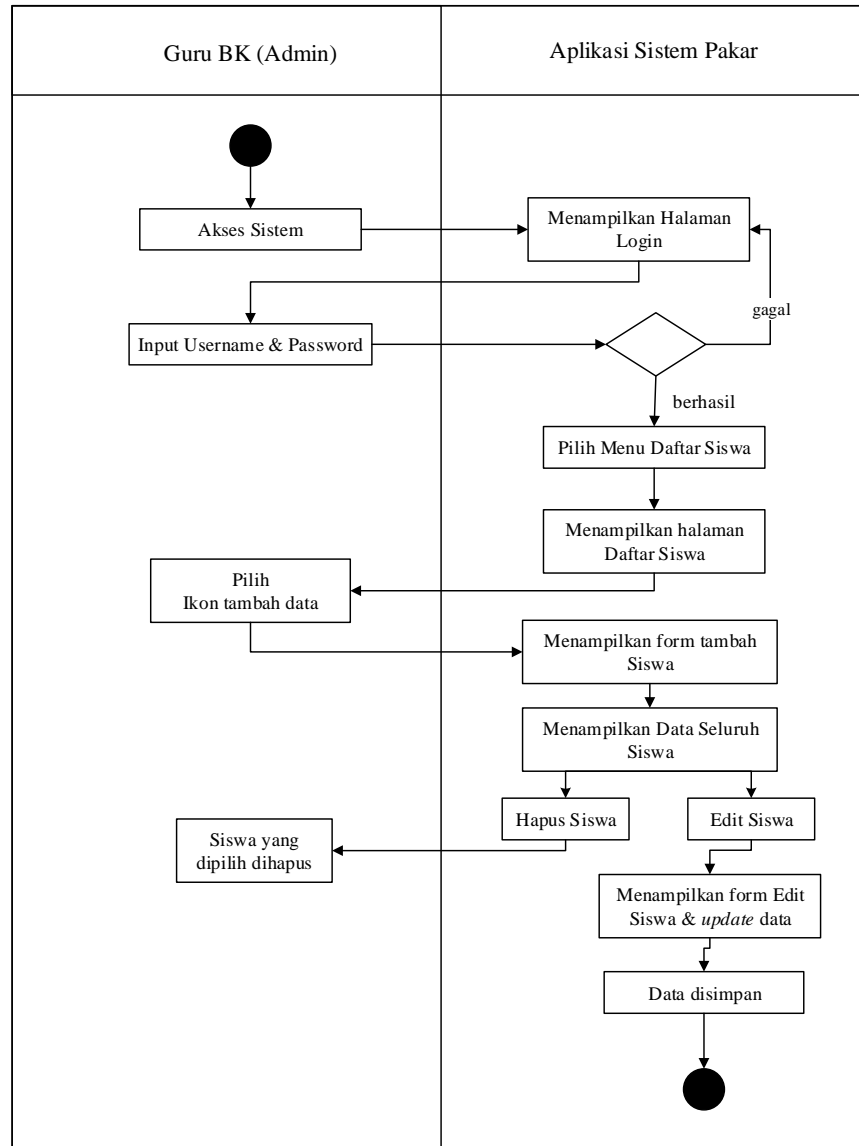 Guru BK (Admin)
Aplikasi Sistem Pakar
Akses Sistem
Menampilkan Halaman
Login
gagal
Input Username & Password
berhasil
Pilih Menu Daftar Siswa
Menampilkan halaman
Daftar Siswa
Pilih
Ikon tambah data
Menampilkan form tambah
Siswa
Menampilkan Data Seluruh
Siswa
Hapus Siswa
Edit Siswa
Siswa yang
dipilih dihapus
Menampilkan form Edit
Siswa & update data
Data disimpan